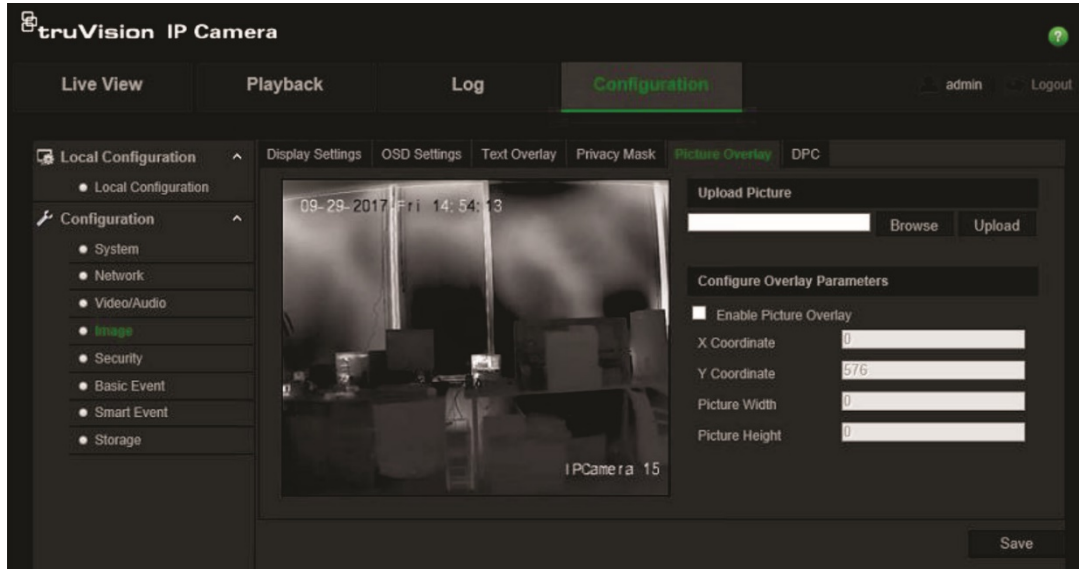 truVision IP Camera
?
Live View Playback Log Configuration admin Logout
Local Configuration
Local Configuration
Configuration
System
Network
Video/Audio
Image
Security
Basic Event
Smart Event
Storage
Display Settings OSD Settings Text Overlay Privacy Mask Picture Overlay DPC
09-29-2017 Fri 14:54:13
IPCamera 15
Upload Picture
Browse Upload
Configure Overlay Parameters
Enable Picture Overlay
X Coordinate 0
Y Coordinate 576
Picture Width 0
Picture Height 0
Save